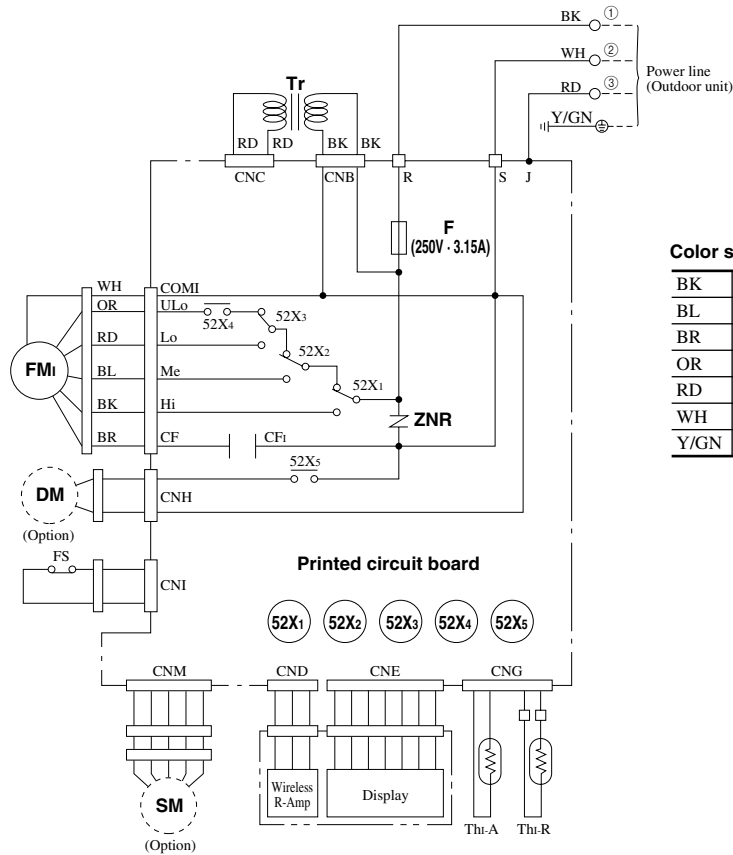 BK ①
WH ②
RD ③
Y/GN
Power line
(Outdoor unit)
Tr
RD RD BK BK
CNC CNB R S J
F
(250V · 3.15A)
Color s
BK
BL
BR
OR
RD
WH
Y/GN
WH COMI
OR ULo
52X4 52X3
RD Lo
52X2
FMI
BL Me
52X1
BK Hi
ZNR
BR CF CFI
52X5
DM
CNH
(Option)
FS
CNI
Printed circuit board
52X1 52X2 52X3 52X4 52X5
CNM CND CNE CNG
Wireless
R-Amp
Display
SM
(Option)
ThI-A ThI-R